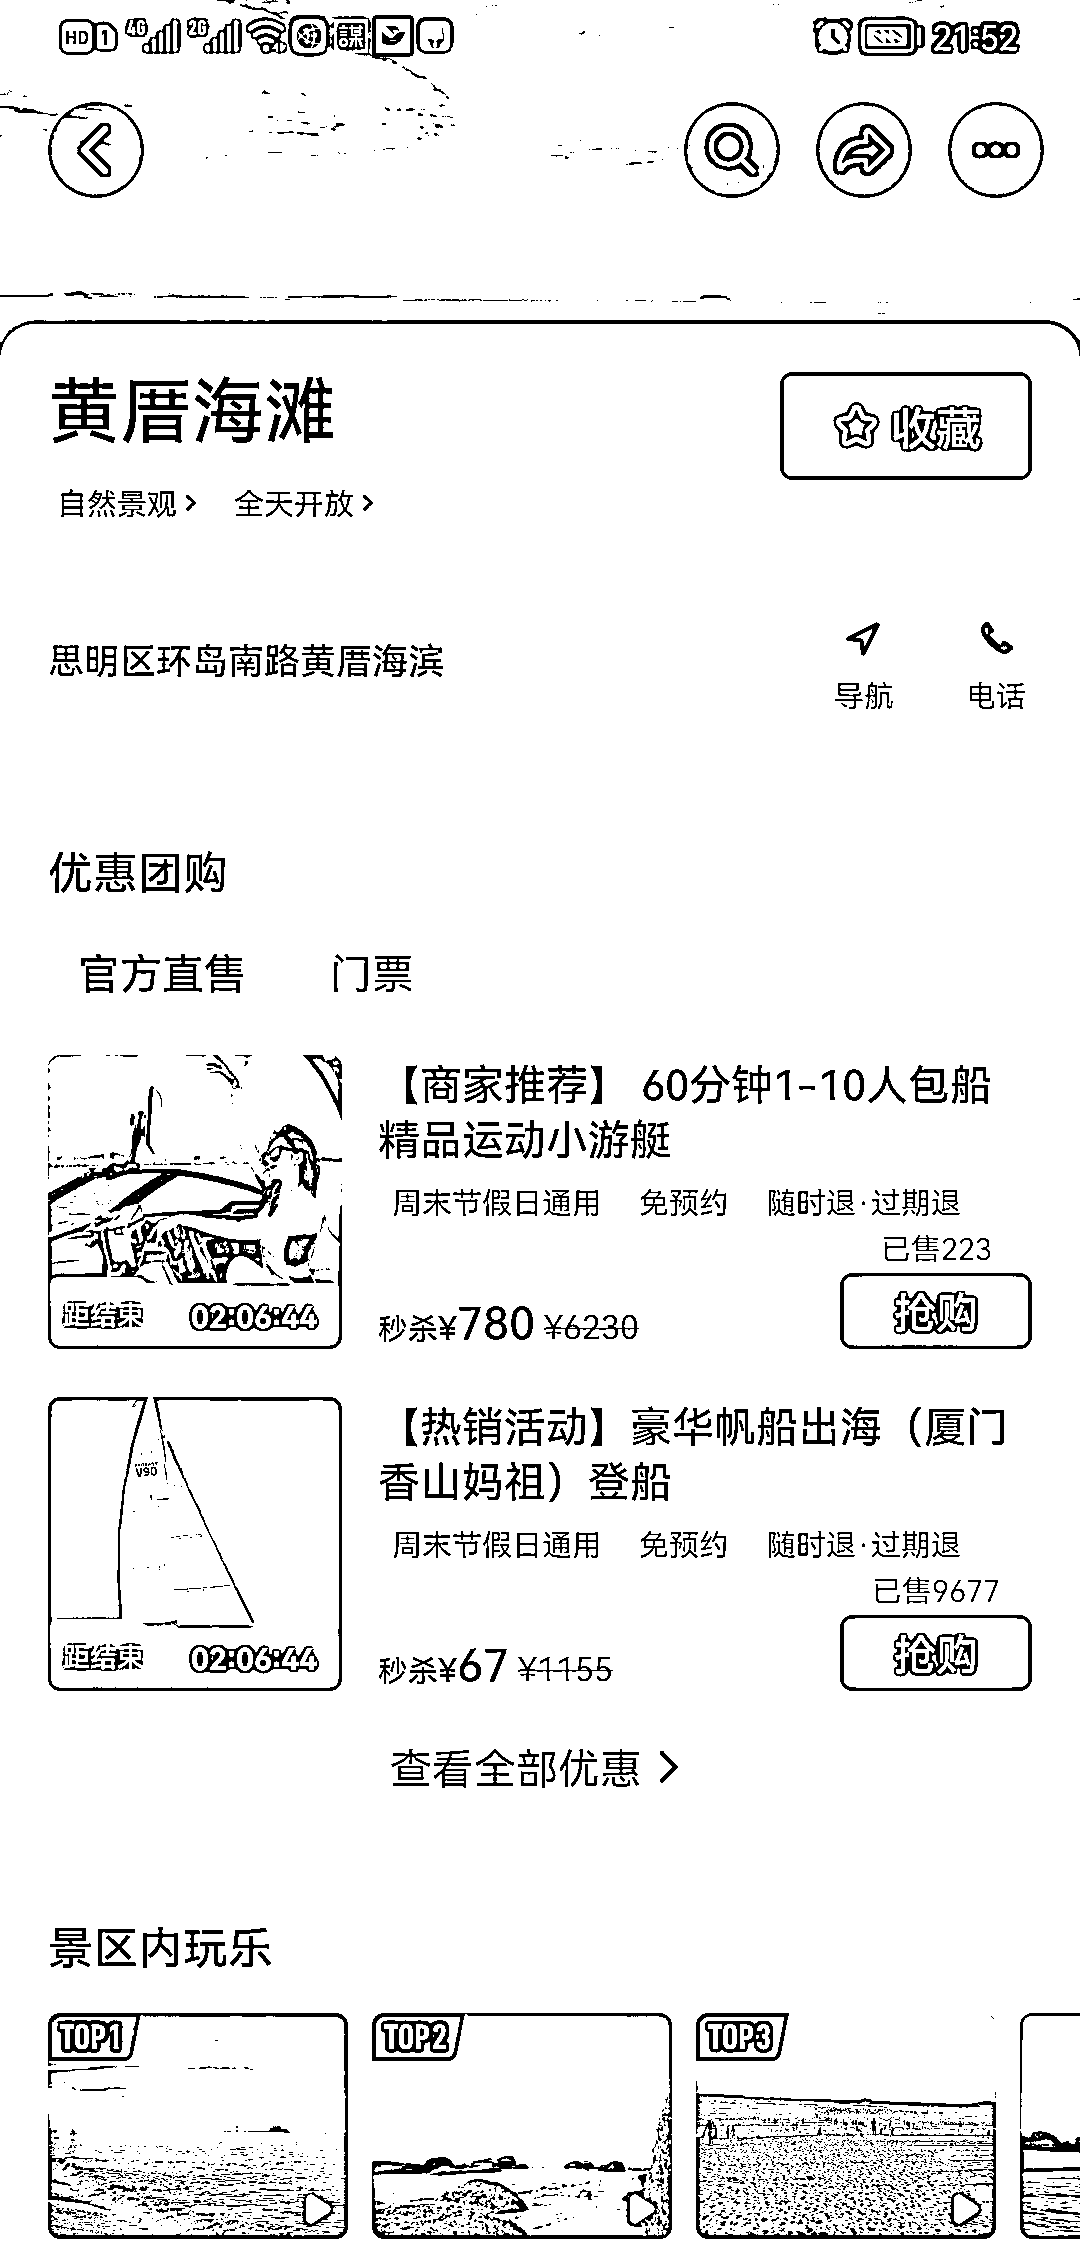 HD 1 4G 2G 21:52
黄厝海滩
收藏
自然景观 全天开放
思明区环岛南路黄厝海滨
导航 电话
优惠团购
官方直售 门票
【商家推荐】 60分钟1-10人包船
精品运动小游艇
周末节假日通用 免预约 随时退·过期退
已售223
距结束 02:06:44
秒杀¥780 ¥6230
抢购
【热销活动】豪华帆船出海（厦门
香山妈祖）登船
周末节假日通用 免预约 随时退·过期退
已售9677
距结束 02:06:44
秒杀¥67 ¥1155
抢购
查看全部优惠
景区内玩乐
TOP1 TOP2 TOP3